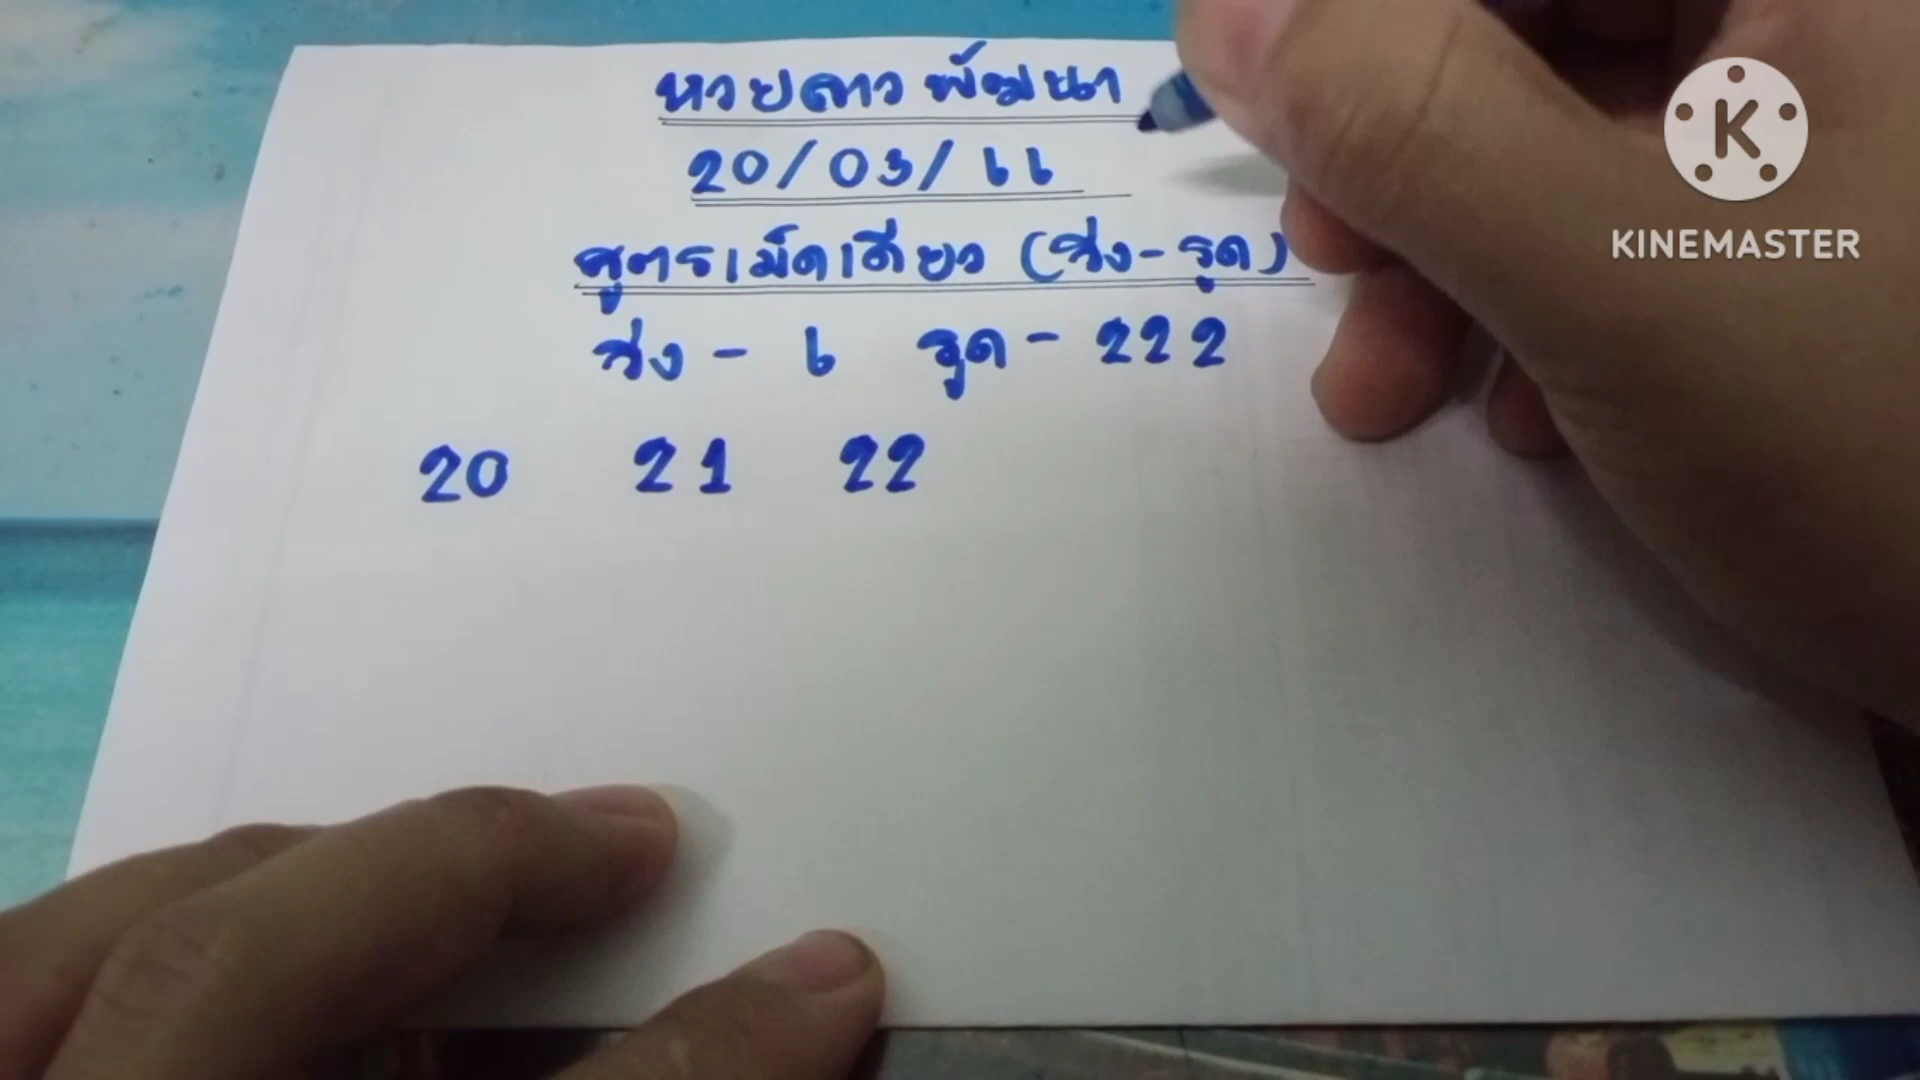 หวยลาวพัฒนา
20/03/66
สูตรเม็ดเดียว (วิ่ง-รูด)
วิ่ง - 6 รูด - 222
20 21 22
K
KINEMASTER